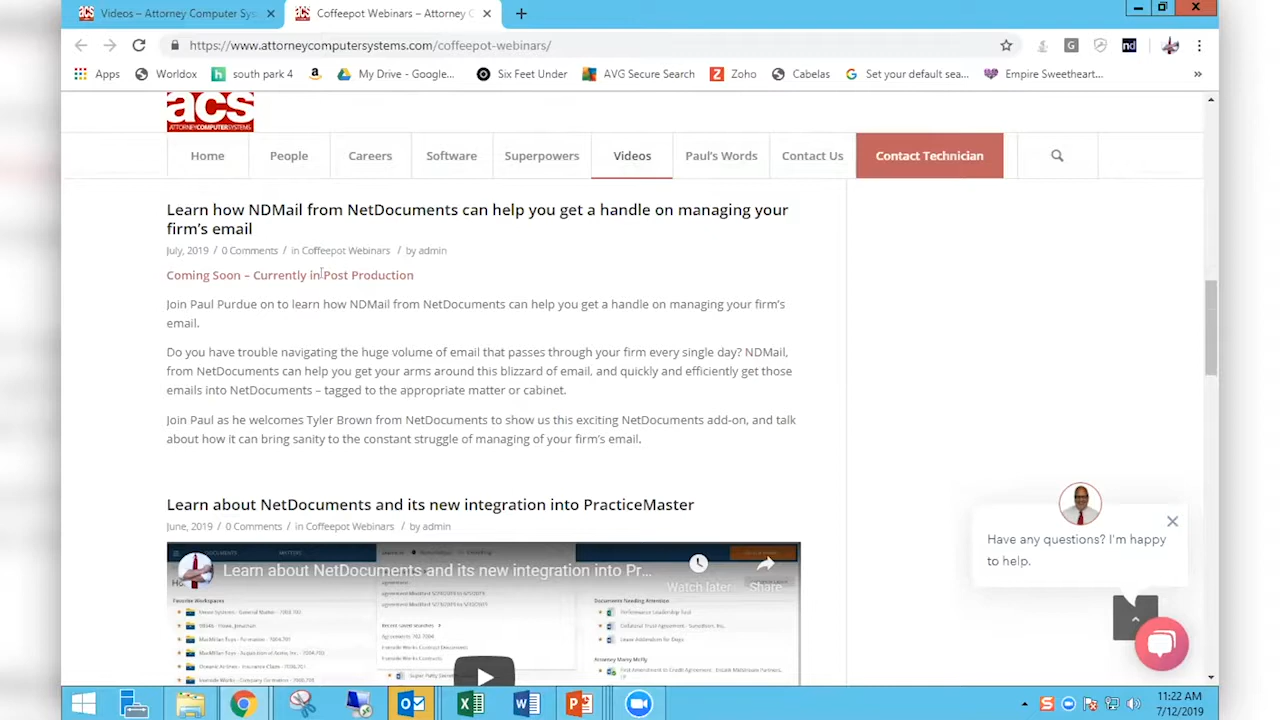 Videos – Attorney Computer Sys
Coffeepot Webinars – Attorney C
https://www.attorneycomputersystems.com/coffeepot-webinars/
Apps
Worldox
south park 4
My Drive - Google...
Six Feet Under
AVG Secure Search
Zoho
Cabelas
Set your default sea...
Empire Sweetheart...
acs
ATTORNEYCOMPUTERSYSTEMS
Home
People
Careers
Software
Superpowers
Videos
Paul's Words
Contact Us
Contact Technician
Learn how NDMail from NetDocuments can help you get a handle on managing your
firm's email
July, 2019 / 0 Comments / in Coffeepot Webinars / by admin
Coming Soon – Currently in Post Production
Join Paul Purdue on to learn how NDMail from NetDocuments can help you get a handle on managing your firm's
email.
Do you have trouble navigating the huge volume of email that passes through your firm every single day? NDMail,
from NetDocuments can help you get your arms around this blizzard of email, and quickly and efficiently get those
emails into NetDocuments – tagged to the appropriate matter or cabinet.
Join Paul as he welcomes Tyler Brown from NetDocuments to show us this exciting NetDocuments add-on, and talk
about how it can bring sanity to the constant struggle of managing of your firm's email.
Learn about NetDocuments and its new integration into PracticeMaster
June, 2019 / 0 Comments / in Coffeepot Webinars / by admin
DOCUMENTS
MATTERS
Learn about NetDocuments and its new integration into Pr...
Watch later
Share
Favorite Workspaces
Documents Needing Attention
Performance Leadership Fast
Have any questions? I'm happy
to help.
11:22 AM
7/12/2019